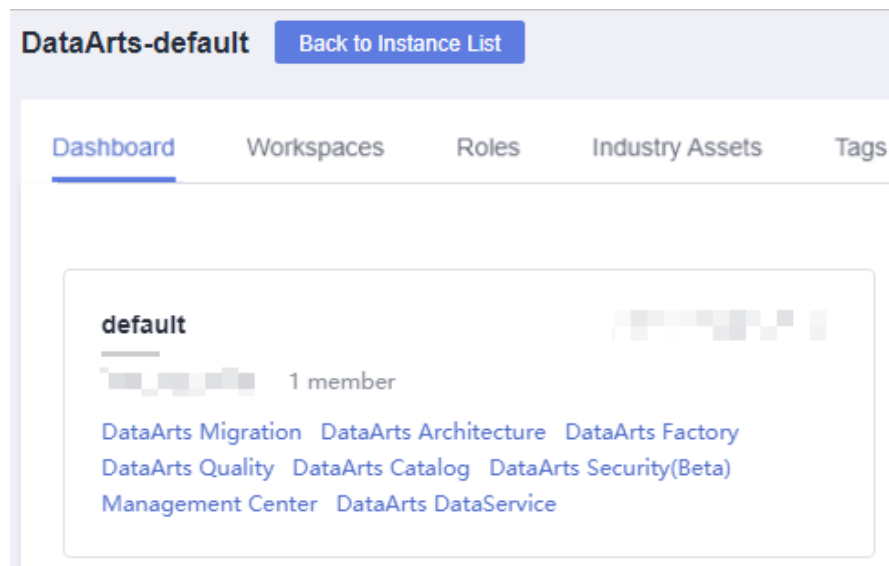 DataArts-default Back to Instance List
Dashboard Workspaces Roles Industry Assets Tags
default
1 member
DataArts Migration DataArts Architecture DataArts Factory
DataArts Quality DataArts Catalog DataArts Security(Beta)
Management Center DataArts DataService